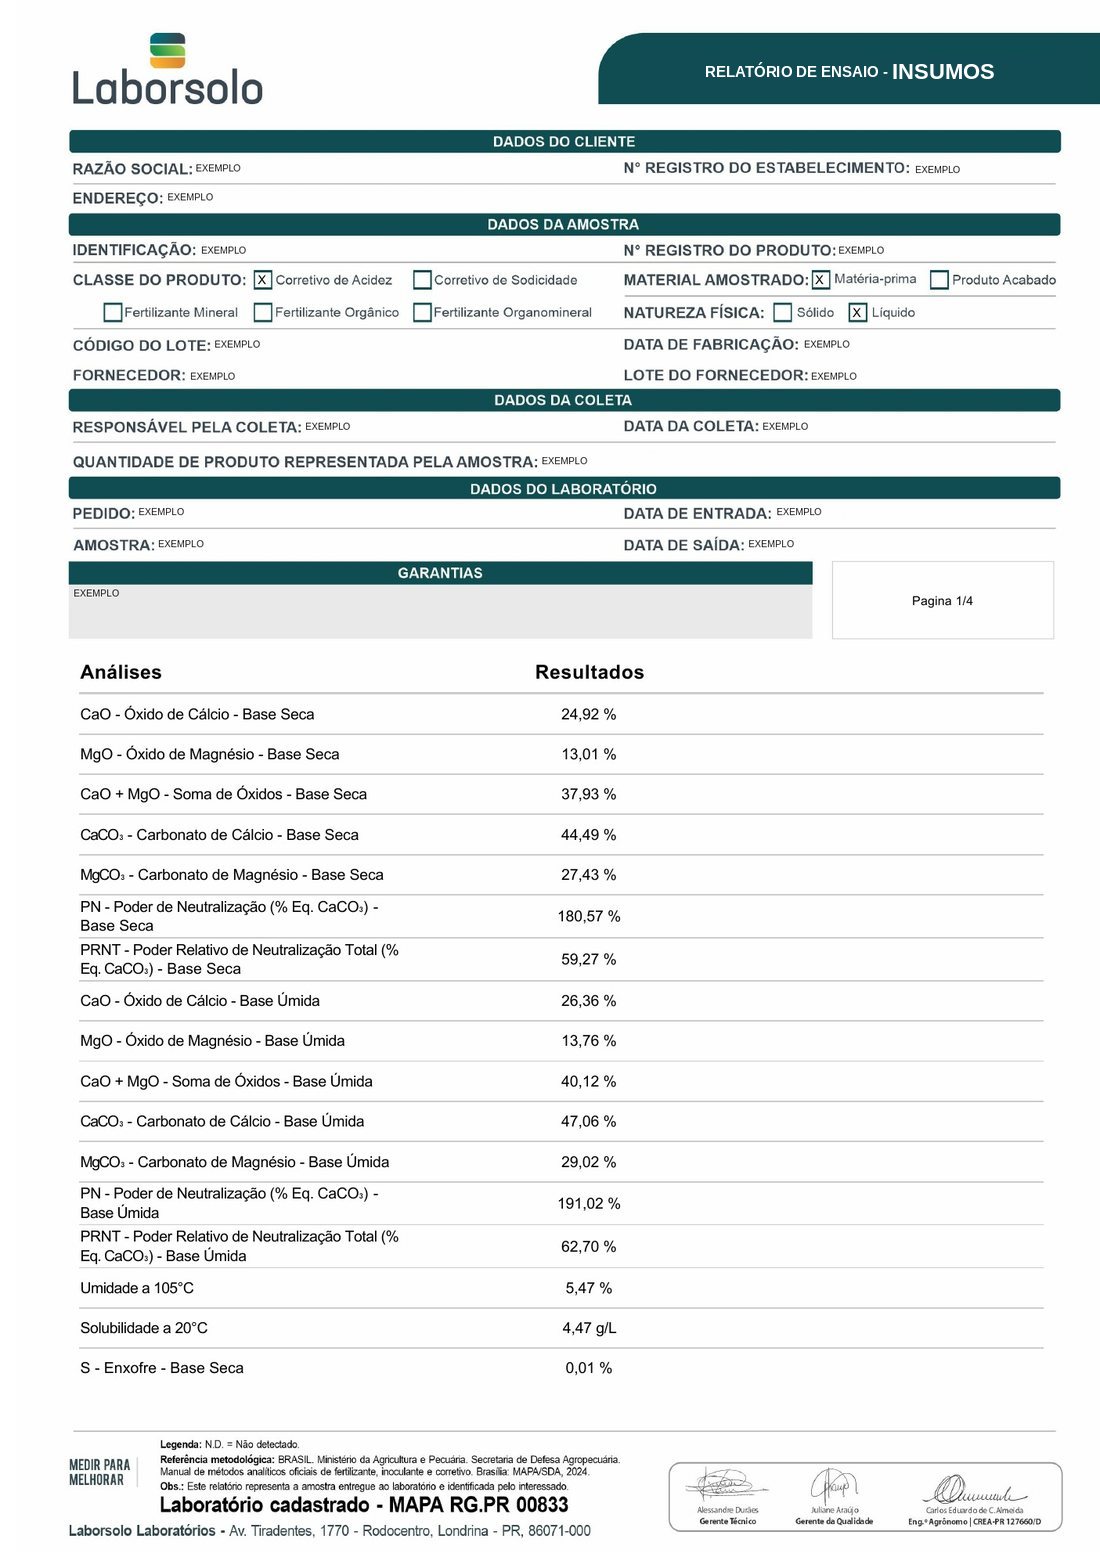 Laborsolo
RELATÓRIO DE ENSAIO - INSUMOS
DADOS DO CLIENTE
RAZÃO SOCIAL: EXEMPLO
N° REGISTRO DO ESTABELECIMENTO: EXEMPLO
ENDEREÇO: EXEMPLO
DADOS DA AMOSTRA
IDENTIFICAÇÃO: EXEMPLO
N° REGISTRO DO PRODUTO: EXEMPLO
CLASSE DO PRODUTO: X Corretivo de Acidez Corretivo de Sodicidade
MATERIAL AMOSTRADO: X Matéria-prima Produto Acabado
Fertilizante Mineral Fertilizante Orgânico Fertilizante Organomineral
NATUREZA FÍSICA: Sólido X Líquido
CÓDIGO DO LOTE: EXEMPLO
DATA DE FABRICAÇÃO: EXEMPLO
FORNECEDOR: EXEMPLO
LOTE DO FORNECEDOR: EXEMPLO
DADOS DA COLETA
RESPONSÁVEL PELA COLETA: EXEMPLO
DATA DA COLETA: EXEMPLO
QUANTIDADE DE PRODUTO REPRESENTADA PELA AMOSTRA: EXEMPLO
DADOS DO LABORATÓRIO
PEDIDO: EXEMPLO
DATA DE ENTRADA: EXEMPLO
AMOSTRA: EXEMPLO
DATA DE SAÍDA: EXEMPLO
GARANTIAS
EXEMPLO
Pagina 1/4
Análises Resultados
CaO - Óxido de Cálcio - Base Seca 24,92 %
MgO - Óxido de Magnésio - Base Seca 13,01 %
CaO + MgO - Soma de Óxidos - Base Seca 37,93 %
CaCO₃ - Carbonato de Cálcio - Base Seca 44,49 %
MgCO₃ - Carbonato de Magnésio - Base Seca 27,43 %
PN - Poder de Neutralização (% Eq. CaCO₃) -
Base Seca 180,57 %
PRNT - Poder Relativo de Neutralização Total (%
Eq. CaCO₃) - Base Seca 59,27 %
CaO - Óxido de Cálcio - Base Úmida 26,36 %
MgO - Óxido de Magnésio - Base Úmida 13,76 %
CaO + MgO - Soma de Óxidos - Base Úmida 40,12 %
CaCO₃ - Carbonato de Cálcio - Base Úmida 47,06 %
MgCO₃ - Carbonato de Magnésio - Base Úmida 29,02 %
PN - Poder de Neutralização (% Eq. CaCO₃) -
Base Úmida 191,02 %
PRNT - Poder Relativo de Neutralização Total (%
Eq. CaCO₃) - Base Úmida 62,70 %
Umidade a 105°C 5,47 %
Solubilidade a 20°C 4,47 g/L
S - Enxofre - Base Seca 0,01 %
MEDIR PARA
MELHORAR
Legenda: N.D. = Não detectado.
Referência metodológica: BRASIL. Ministério da Agricultura e Pecuária. Secretaria de Defesa Agropecuária.
Manual de métodos analíticos oficiais de fertilizante, inoculante e corretivo. Brasília: MAPA/SDA, 2024.
Obs.: Este relatório representa a amostra entregue ao laboratório e identificada pelo interessado.
Laboratório cadastrado - MAPA RG.PR 00833
Laborsolo Laboratórios - Av. Tiradentes, 1770 - Rodocentro, Londrina - PR, 86071-000
Alessandre Durães
Gerente Técnico
Juliane Araújo
Gerente da Qualidade
Carlos Eduardo de C. Almeida
Eng.º Agrônomo | CREA-PR 127660/D